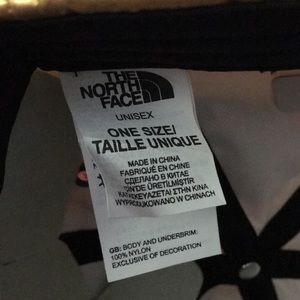 THE
NORTH
FACE
UNISEX
ONE SIZE/
TAILLE UNIQUE
MADE IN CHINA
FABRIQUÉ EN CHINE
СДЕЛАНО В КИТАЕ
ÇİN'DE ÜRETİLMİŞTİR
ΚΑΤΑΣΚΕΥΑΖΕΤΑΙ ΣΤΗΝ ΚΙΝΑ
WYPRODUKOWANO W CHINACH
GB: BODY AND UNDERBRIM:
100% NYLON
EXCLUSIVE OF DECORATION